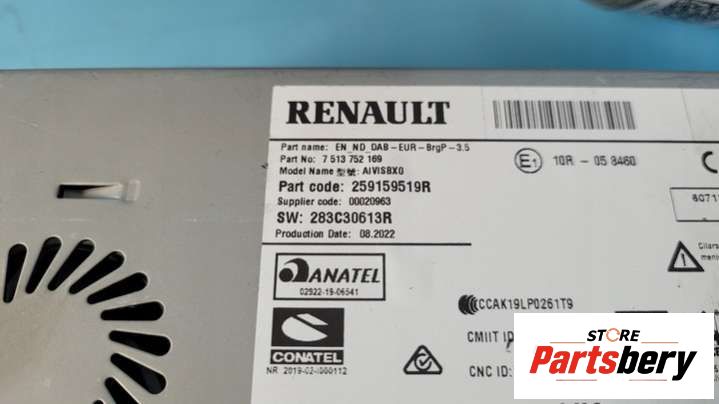 RENAULT
Part name: EN_ND_DAB-EUR-BrgP-3.5
Part No: 7 513 752 169
Model Name 型號: AIVISBX0
Part code: 259159519R
Supplier code: 00020963
SW: 283C30613R
Production Date: 08.2022
E1 10R - 05 8460
6071
ANATEL
02922-19-06541
CONATEL
NR 2019-02-I000112
CCAK19LP0261T9
CMIIT ID
CNC ID:
STORE
Partsbery